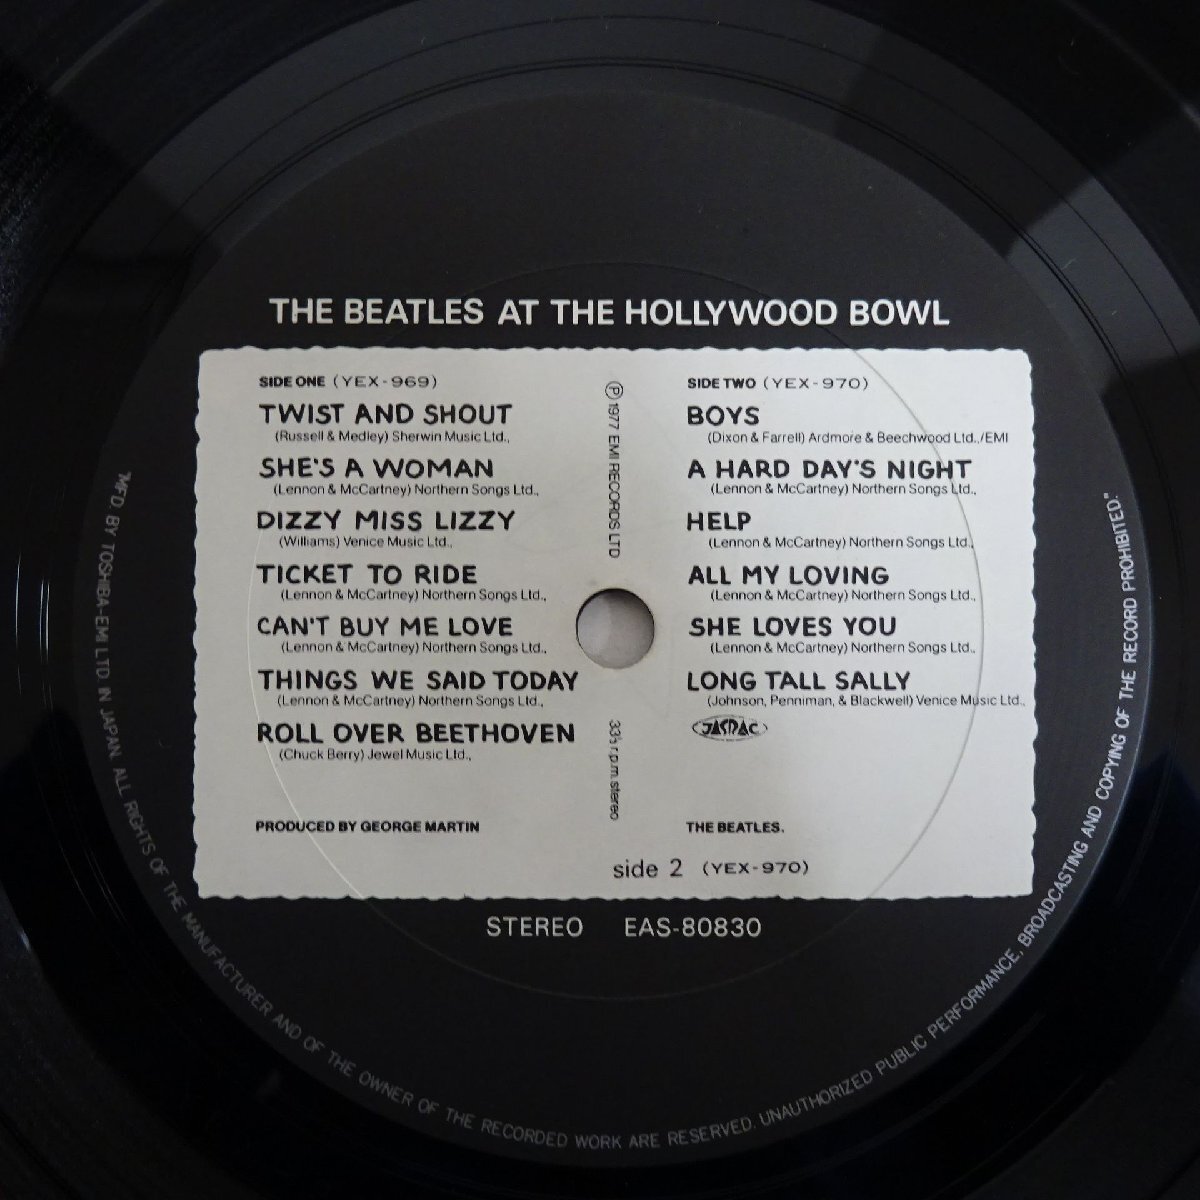 THE BEATLES AT THE HOLLYWOOD BOWL
SIDE ONE (YEX-969)
TWIST AND SHOUT
(Russell & Medley) Sherwin Music Ltd.,
SHE'S A WOMAN
(Lennon & McCartney) Northern Songs Ltd.,
DIZZY MISS LIZZY
(Williams) Venice Music Ltd.,
TICKET TO RIDE
(Lennon & McCartney) Northern Songs Ltd.,
CAN'T BUY ME LOVE
(Lennon & McCartney) Northern Songs Ltd.,
THINGS WE SAID TODAY
(Lennon & McCartney) Northern Songs Ltd.,
ROLL OVER BEETHOVEN
(Chuck Berry) Jewel Music Ltd.,
PRODUCED BY GEORGE MARTIN
Ⓟ 1977 EMI RECORDS LTD
33⅓ r.p.m. stereo
SIDE TWO (YEX-970)
BOYS
(Dixon & Farrell) Ardmore & Beechwood Ltd.,/EMI
A HARD DAY'S NIGHT
(Lennon & McCartney) Northern Songs Ltd.,
HELP
(Lennon & McCartney) Northern Songs Ltd.,
ALL MY LOVING
(Lennon & McCartney) Northern Songs Ltd.,
SHE LOVES YOU
(Lennon & McCartney) Northern Songs Ltd.,
LONG TALL SALLY
(Johnson, Penniman, & Blackwell) Venice Music Ltd.,
JASRAC
THE BEATLES.
side 2 (YEX-970)
STEREO EAS-80830
"MFD. BY TOSHIBA-EMI LTD. IN JAPAN. ALL RIGHTS OF THE MANUFACTURER AND OF THE OWNER OF THE RECORDED WORK ARE RESERVED. UNAUTHORIZED PUBLIC PERFORMANCE, BROADCASTING AND COPYING OF THE RECORD PROHIBITED."